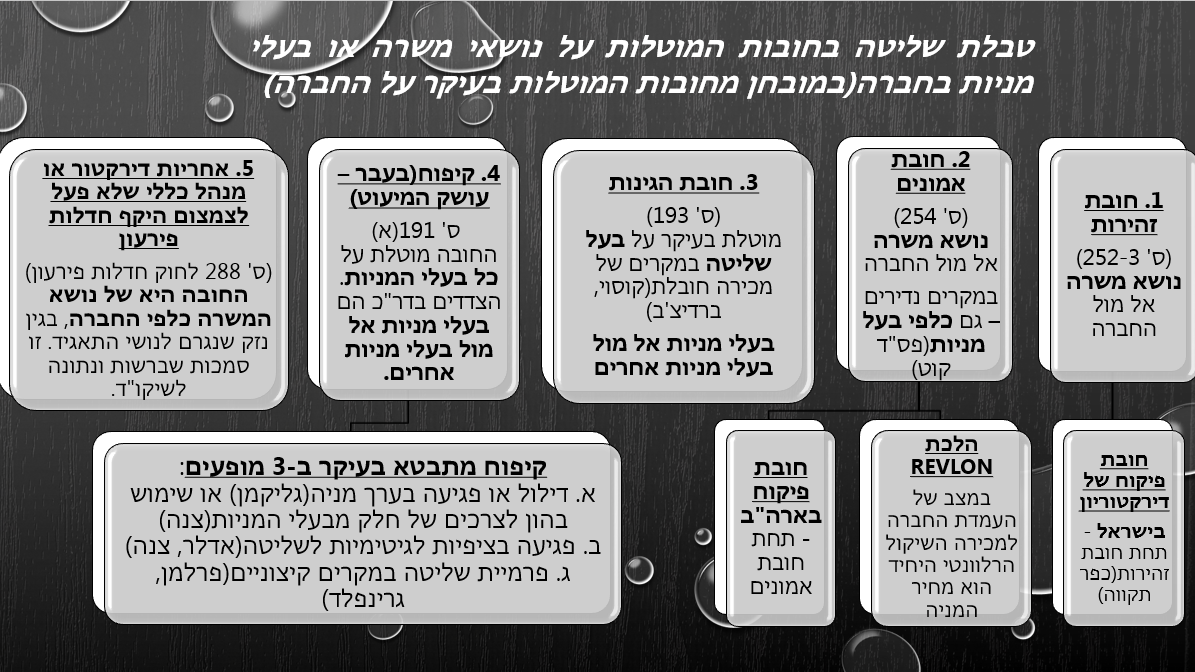 טבלת שליטה בחובות המוטלות על נושאי משרה או בעלי
מניות בחברה(במובחן מחובות המוטלות בעיקר על החברה)
1. חובת
זהירות
(ס' 252-3)
נושא משרה
אל מול
החברה
2. חובת
אמונים
(ס' 254)
נושא משרה
אל מול החברה
במקרים נדירים
– גם כלפי בעל
מניות(פס"ד
קוט)
3. חובת הגינות
(ס' 193)
מוטלת בעיקר על בעל
שליטה במקרים של
מכירה חובלת(קוסוי,
ברדיצ'ב)
בעלי מניות אל מול
בעלי מניות אחרים
4. קיפוח(בעבר –
עושק המיעוט)
ס' 191(א)
החובה מוטלת על
כל בעלי המניות.
הצדדים בדר"כ הם
בעלי מניות אל
מול בעלי מניות
אחרים.
5. אחריות דירקטור או
מנהל כללי שלא פעל
לצמצום היקף חדלות
פירעון
(ס' 288 לחוק חדלות פירעון)
החובה היא של נושא
המשרה כלפי החברה, בגין
נזק שנגרם לנושי התאגיד. זו
סמכות שברשות ונתונה
לשיקו"ד.
חובת
פיקוח של
דירקטוריון
בישראל -
תחת חובת
זהירות(כפר
תקווה)
הלכת
REVLON
במצב של
העמדת החברה
למכירה השיקול
הרלוונטי היחיד
הוא מחיר
המניה
חובת
פיקוח
בארה"ב
- תחת
חובת
אמונים
קיפוח מתבטא בעיקר ב-3 מופעים:
א. דילול או פגיעה בערך מניה(גליקמן) או שימוש
בהון לצרכים של חלק מבעלי המניות(צנה)
ב. פגיעה בציפיות לגיטימיות לשליטה(אדלר, צנה)
ג. פרמיית שליטה במקרים קיצוניים(פרלמן,
גרינפלד)